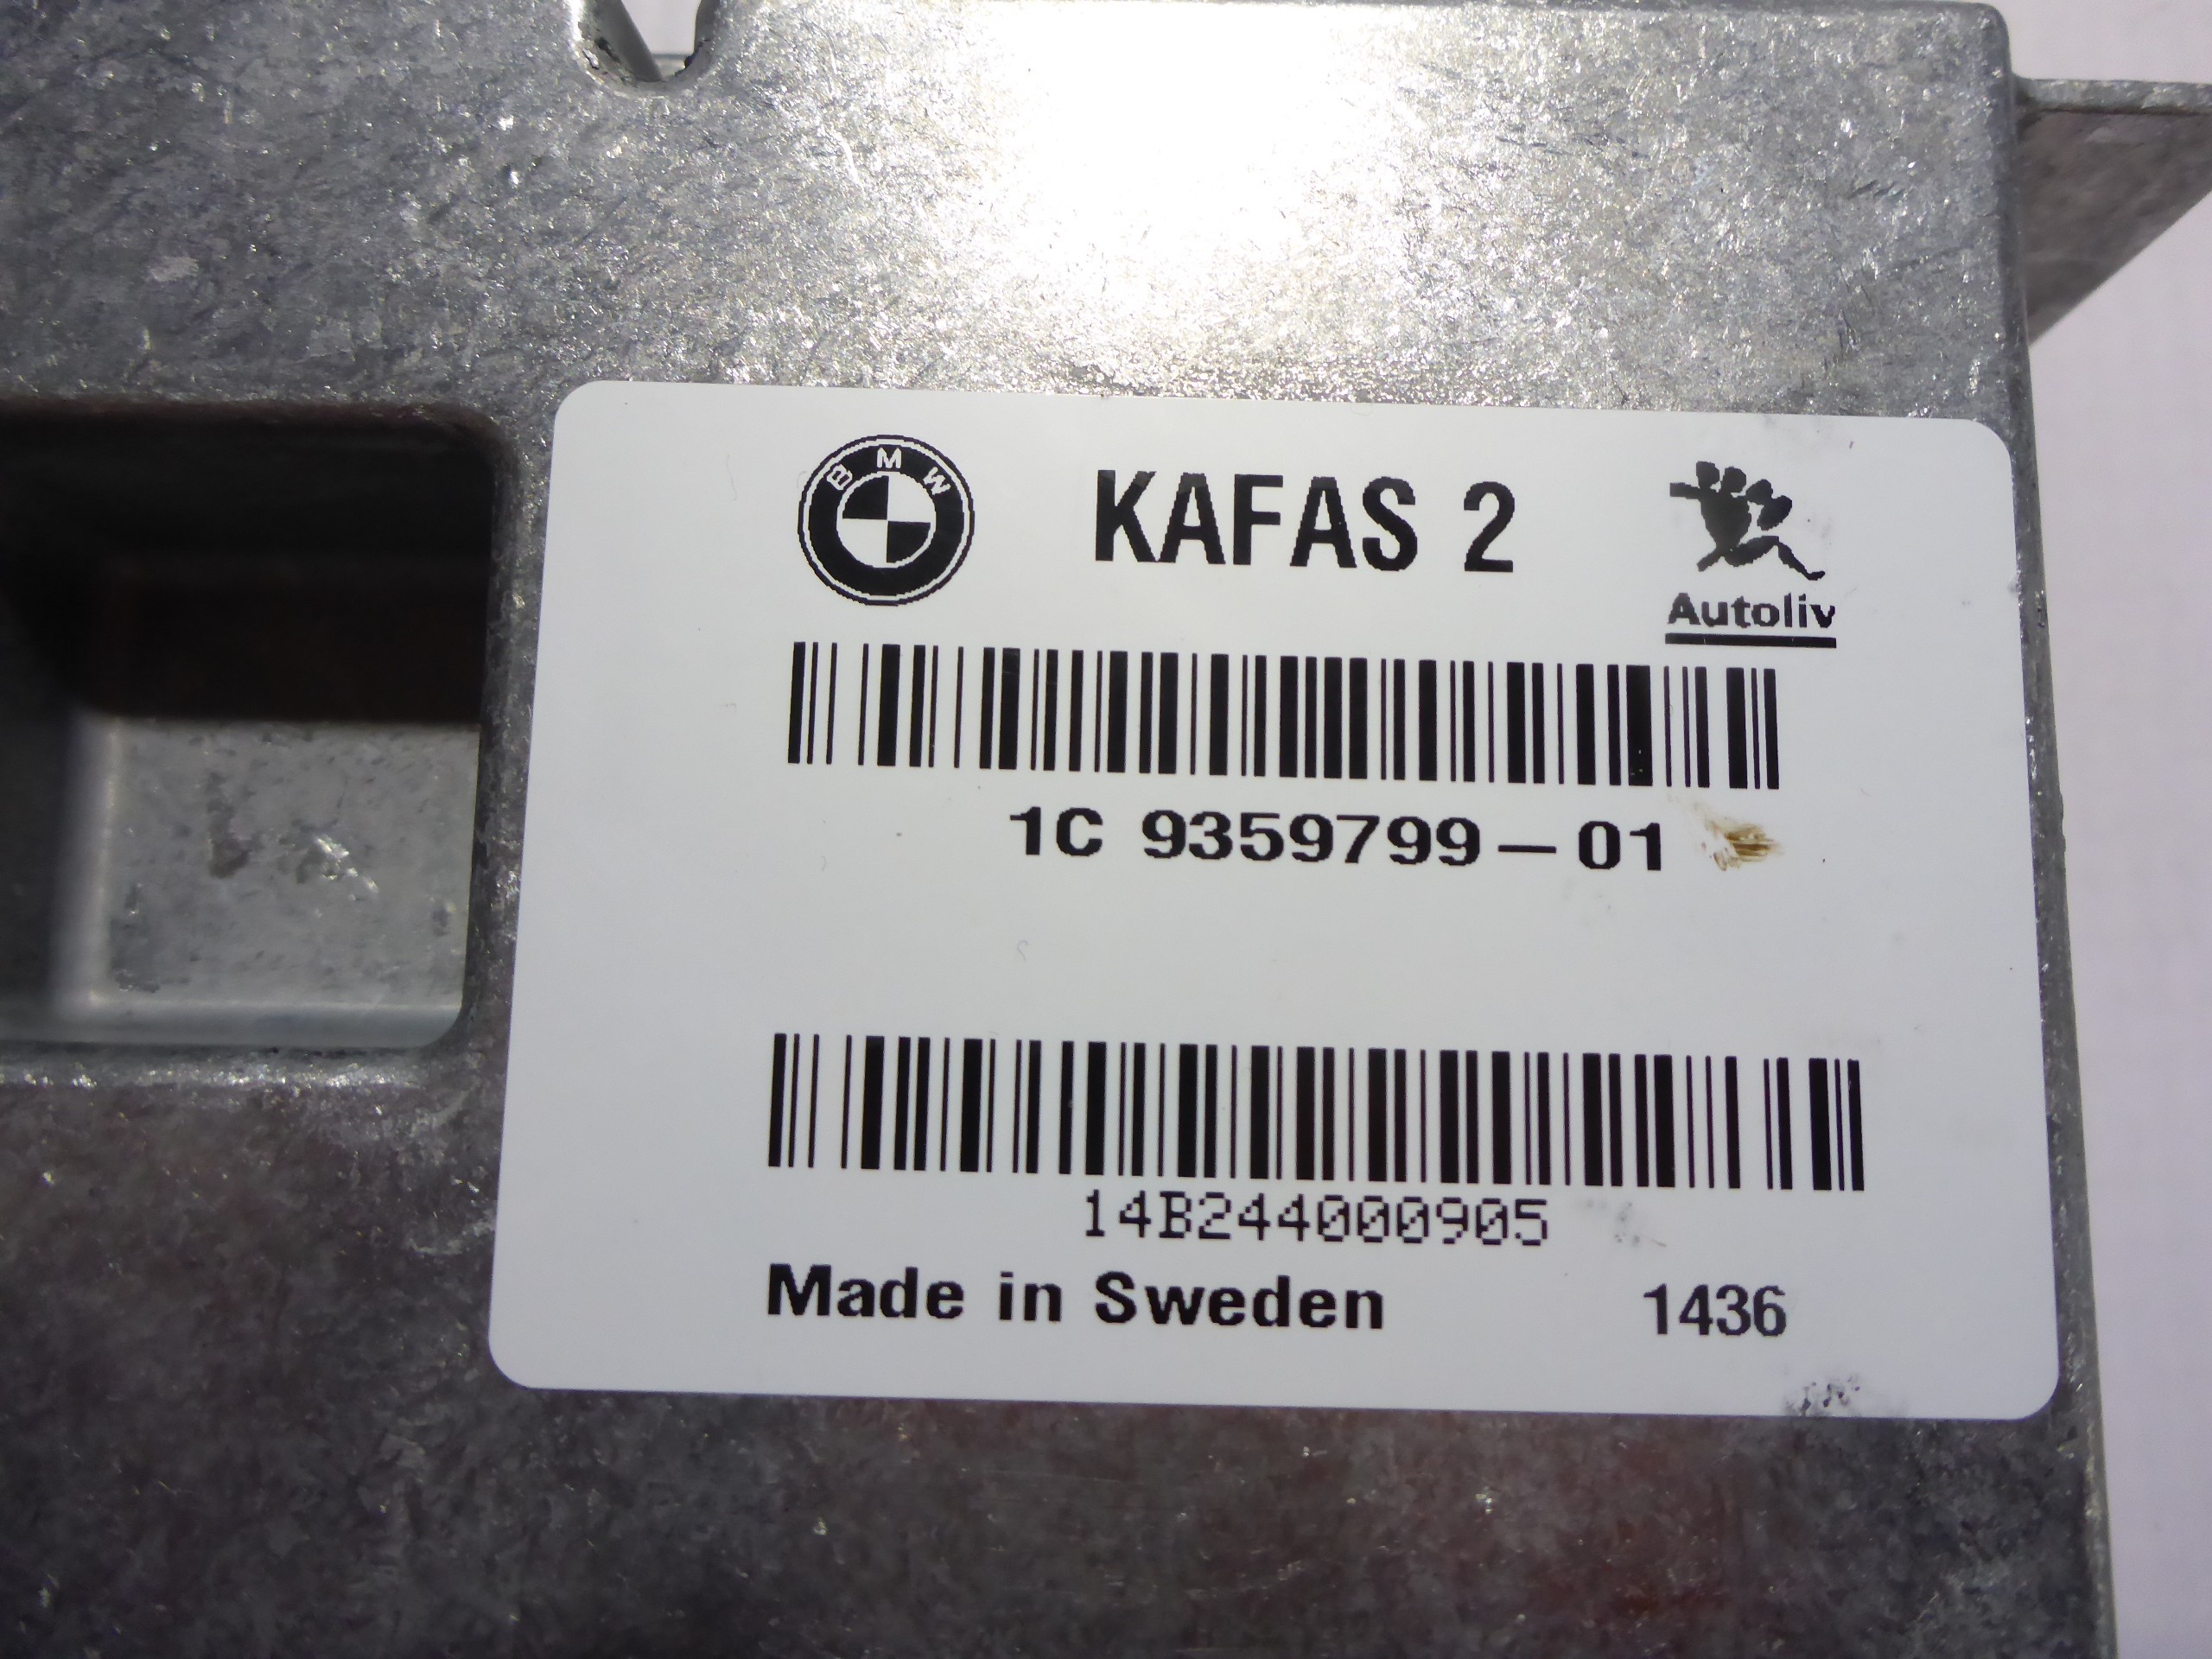 BMW KAFAS 2
Autoliv
1C 9359799-01
14B244000905
Made in Sweden 1436